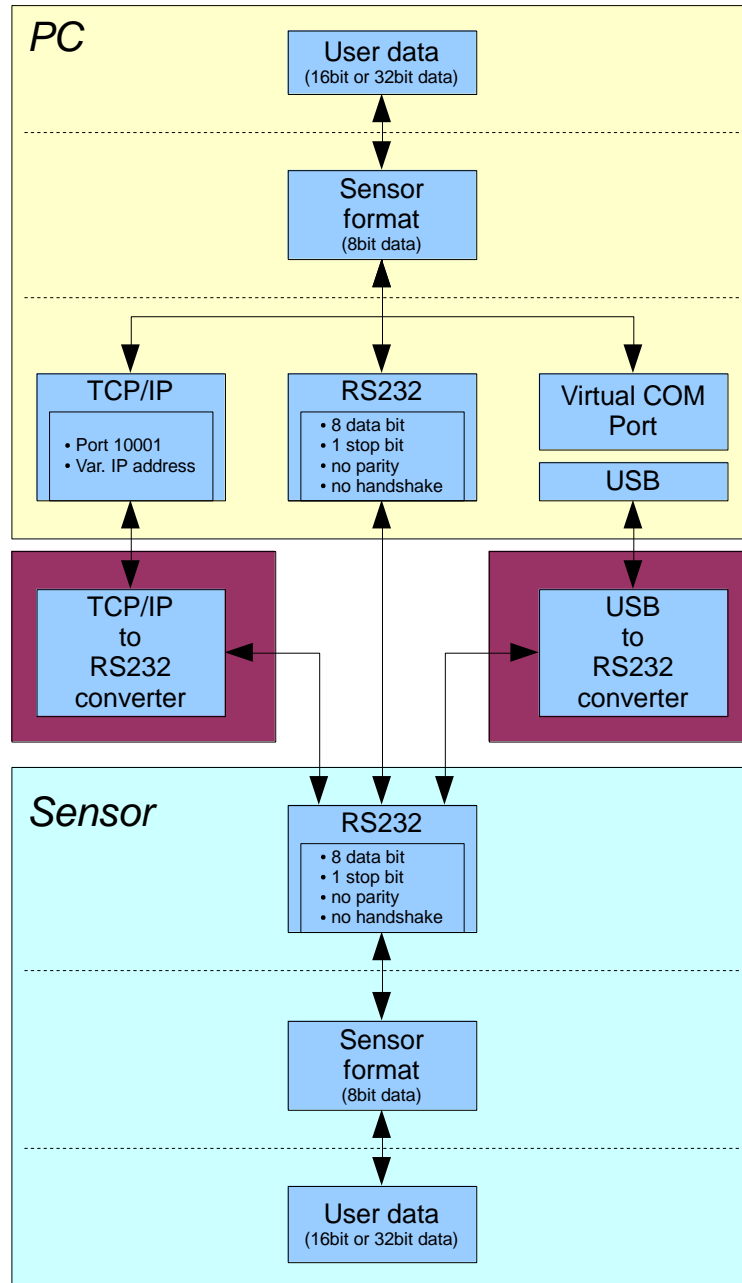 PC
User data
(16bit or 32bit data)
Sensor
format
(8bit data)
TCP/IP
• Port 10001
• Var. IP address
RS232
• 8 data bit
• 1 stop bit
• no parity
• no handshake
Virtual COM
Port
USB
TCP/IP
to
RS232
converter
USB
to
RS232
converter
Sensor
RS232
• 8 data bit
• 1 stop bit
• no parity
• no handshake
Sensor
format
(8bit data)
User data
(16bit or 32bit data)